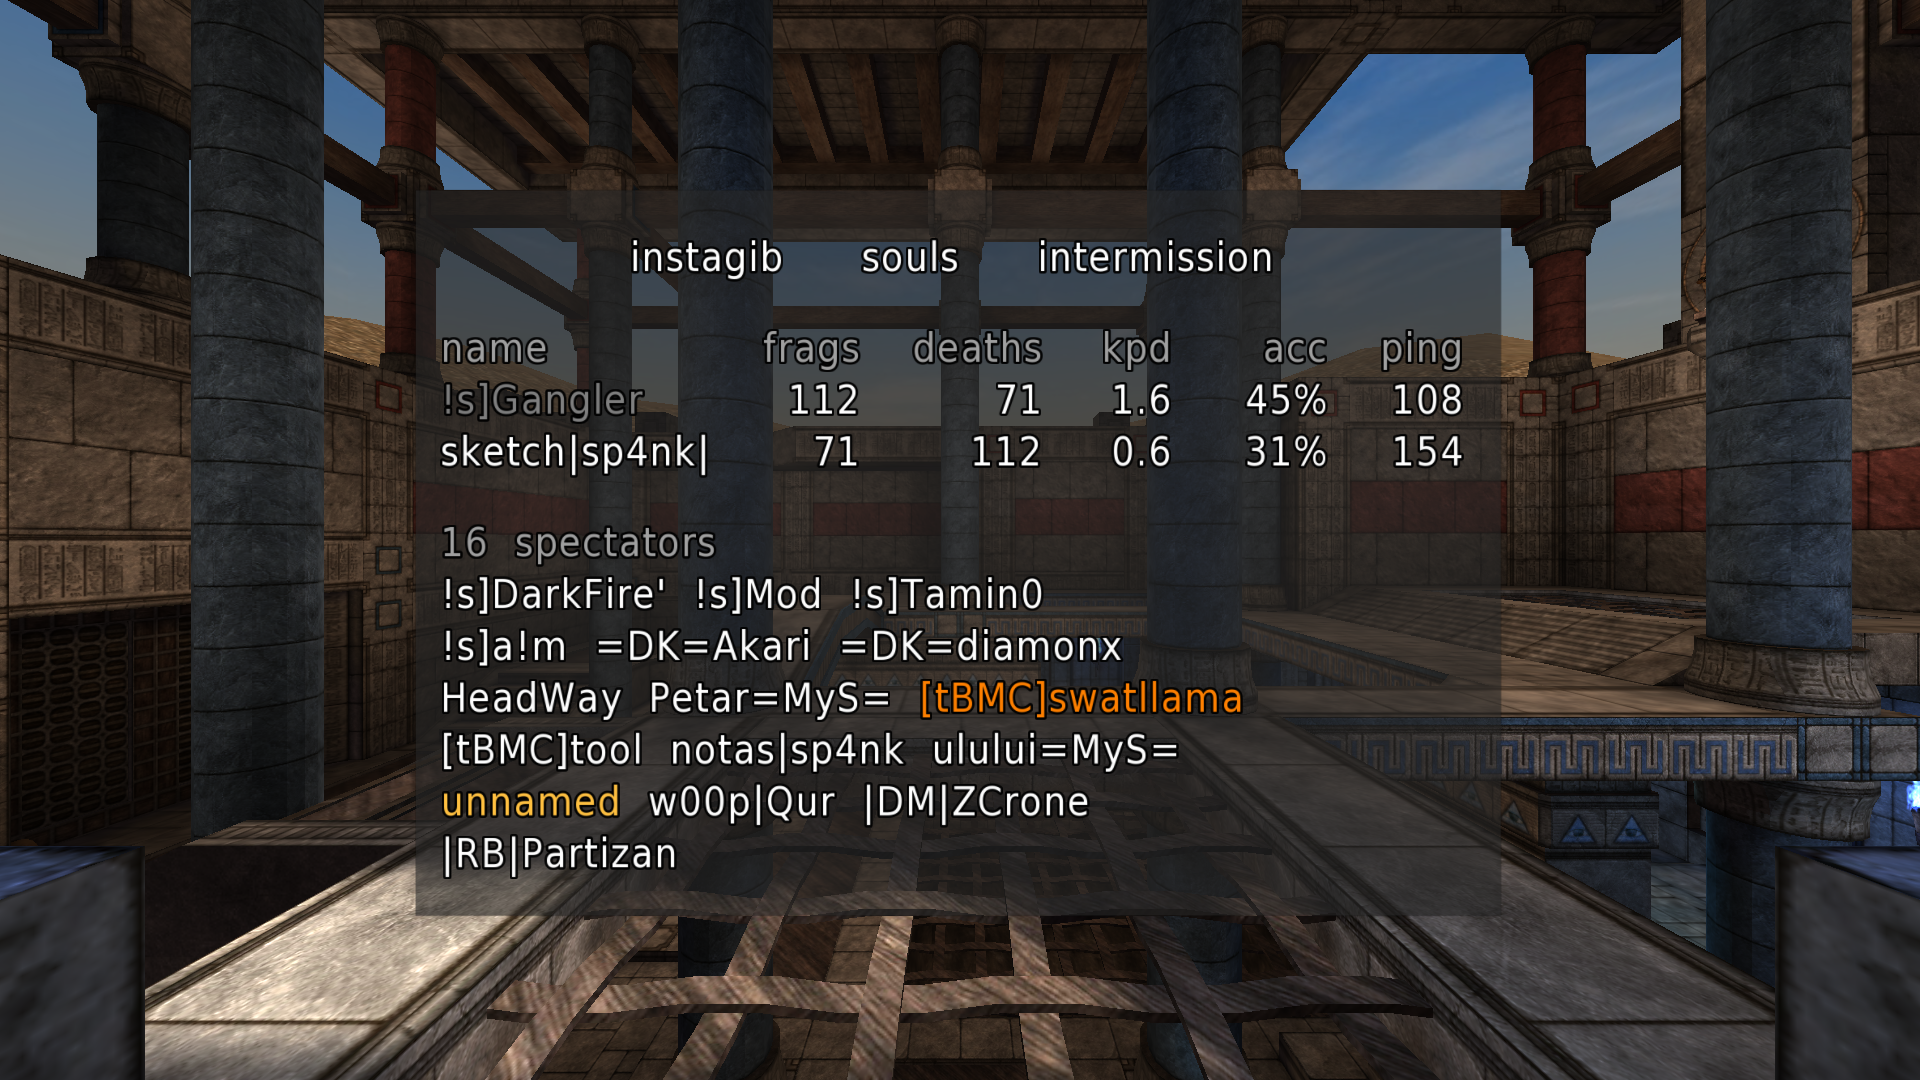 instagib souls intermission
name frags deaths kpd acc ping
!s]Gangler 112 71 1.6 45% 108
sketch|sp4nk| 71 112 0.6 31% 154
16 spectators
!s]DarkFire' !s]Mod !s]Tamin0
!s]a!m =DK=Akari =DK=diamonx
HeadWay Petar=MyS= [tBMC]swatllama
[tBMC]tool notas|sp4nk ulului=MyS=
unnamed w00p|Qur |DM|ZCrone
|RB|Partizan